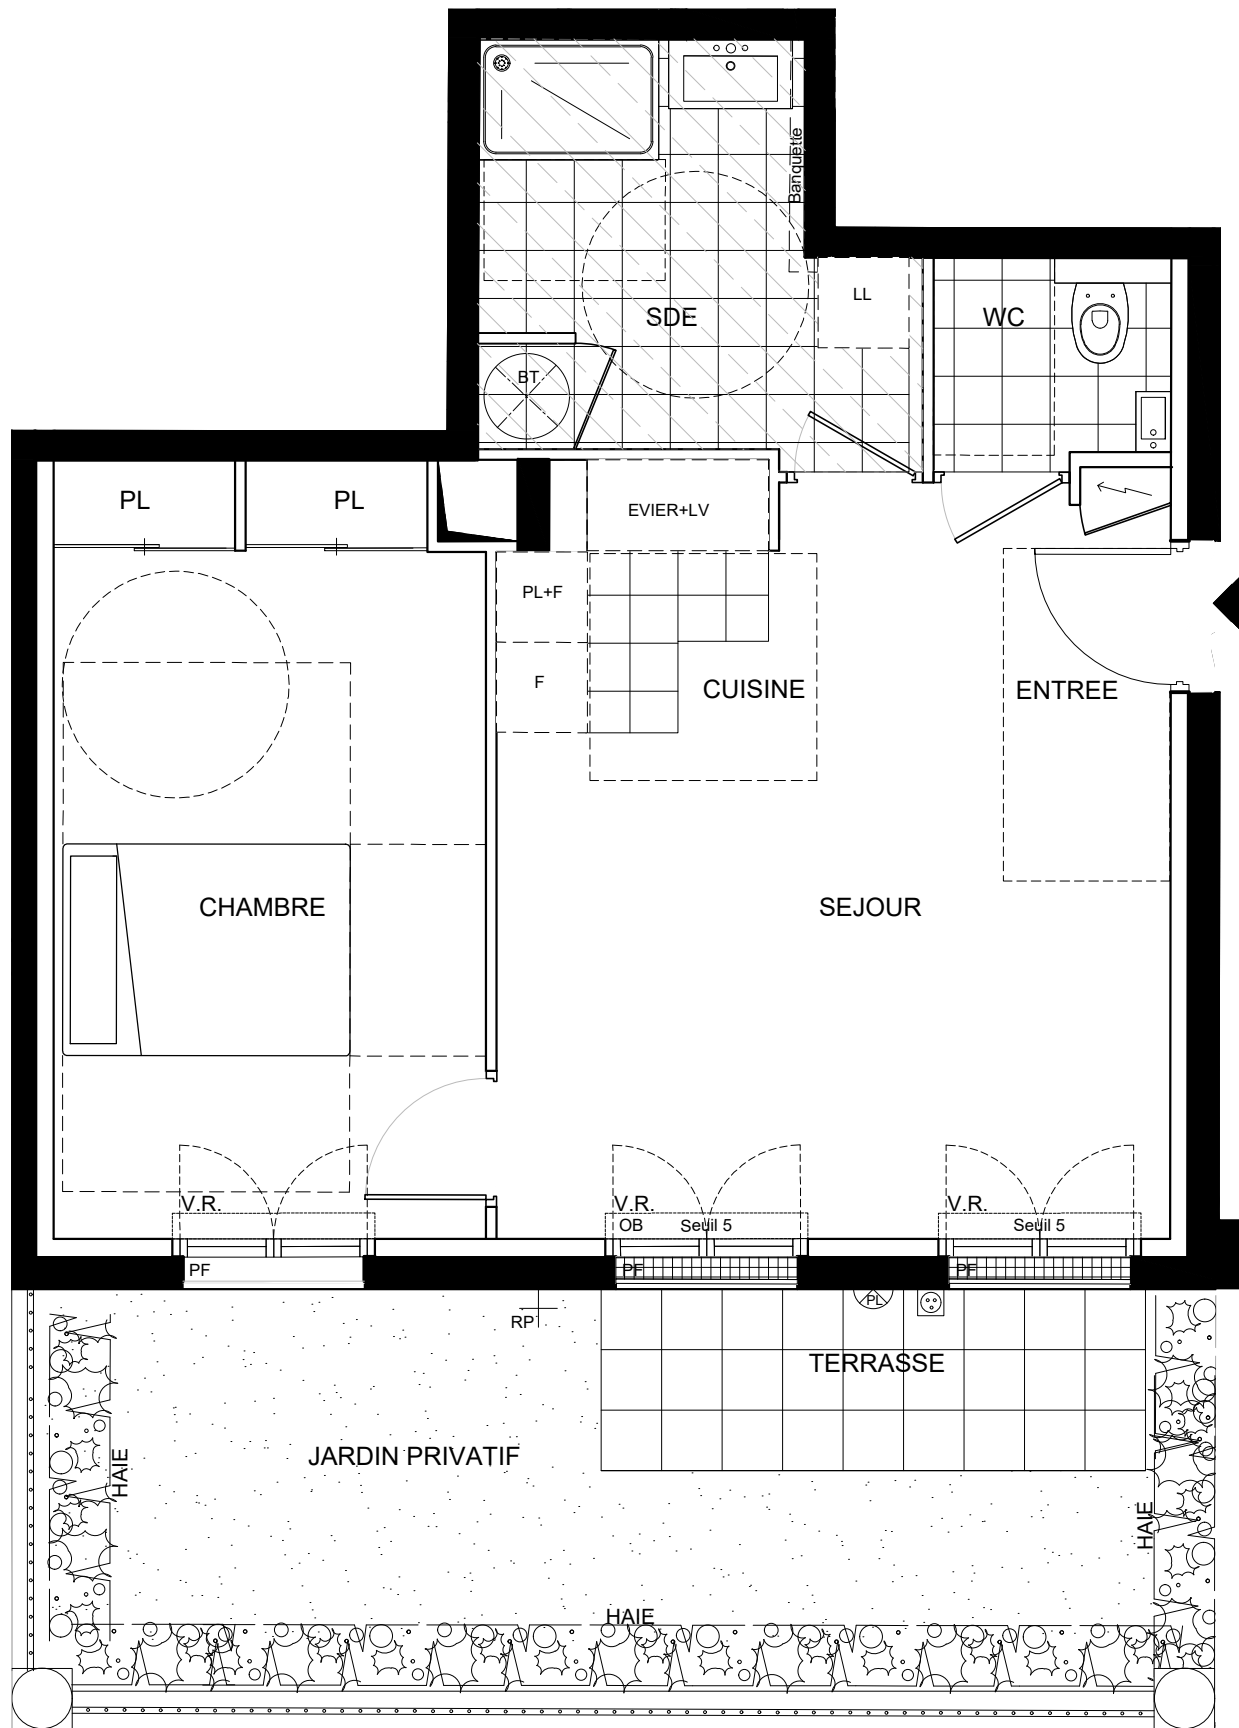 Banquette
LL
SDE
WC
BT
PL
PL
EVIER+LV
PL+F
F
CUISINE
ENTREE
CHAMBRE
SEJOUR
V.R.
V.R.
V.R.
OB
Seuil 5
Seuil 5
PF
PF
PF
RP
PL
TERRASSE
JARDIN PRIVATIF
HAIE
HAIE
HAIE